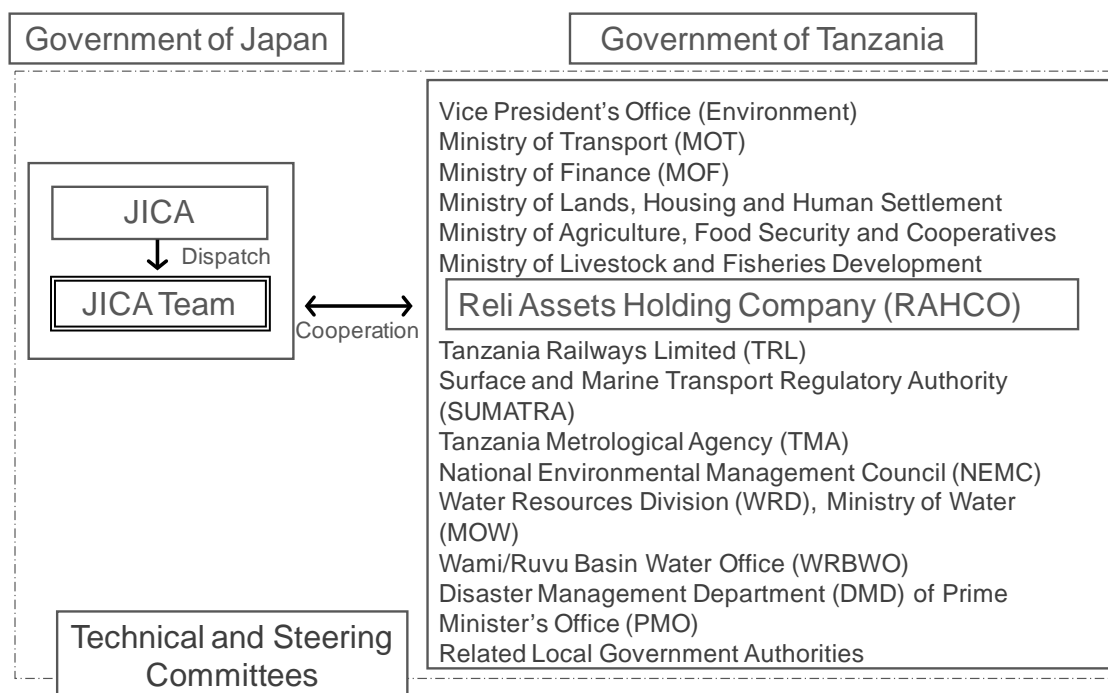 Government of Japan
Government of Tanzania
JICA
Dispatch
JICA Team
Cooperation
Vice President's Office (Environment)
Ministry of Transport (MOT)
Ministry of Finance (MOF)
Ministry of Lands, Housing and Human Settlement
Ministry of Agriculture, Food Security and Cooperatives
Ministry of Livestock and Fisheries Development
Reli Assets Holding Company (RAHCO)
Tanzania Railways Limited (TRL)
Surface and Marine Transport Regulatory Authority
(SUMATRA)
Tanzania Metrological Agency (TMA)
National Environmental Management Council (NEMC)
Water Resources Division (WRD), Ministry of Water
(MOW)
Wami/Ruvu Basin Water Office (WRBWO)
Disaster Management Department (DMD) of Prime
Minister's Office (PMO)
Related Local Government Authorities
Technical and Steering
Committees